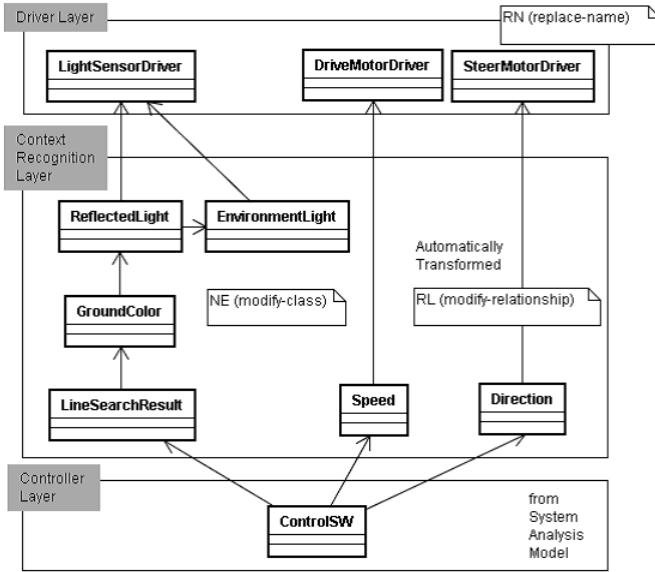 Driver Layer
RN (replace-name)
LightSensorDriver
DriveMotorDriver
SteerMotorDriver
Context
Recognition
Layer
ReflectedLight
EnvironmentLight
Automatically
Transformed
NE (modify-class)
RL (modify-relationship)
GroundColor
LineSearchResult
Speed
Direction
Controller
Layer
ControlSW
from
System
Analysis
Model